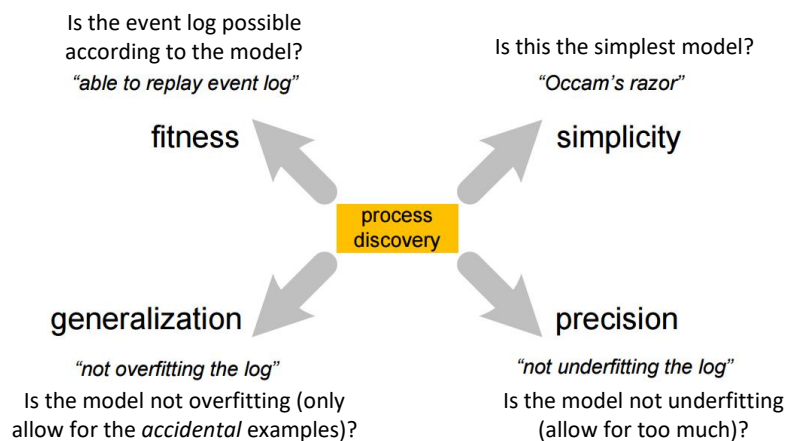 Is the event log possible
according to the model?
“able to replay event log”
fitness
Is this the simplest model?
“Occam’s razor”
simplicity
process
discovery
generalization
“not overfitting the log”
Is the model not overfitting (only
allow for the accidental examples)?
precision
“not underfitting the log”
Is the model not underfitting
(allow for too much)?